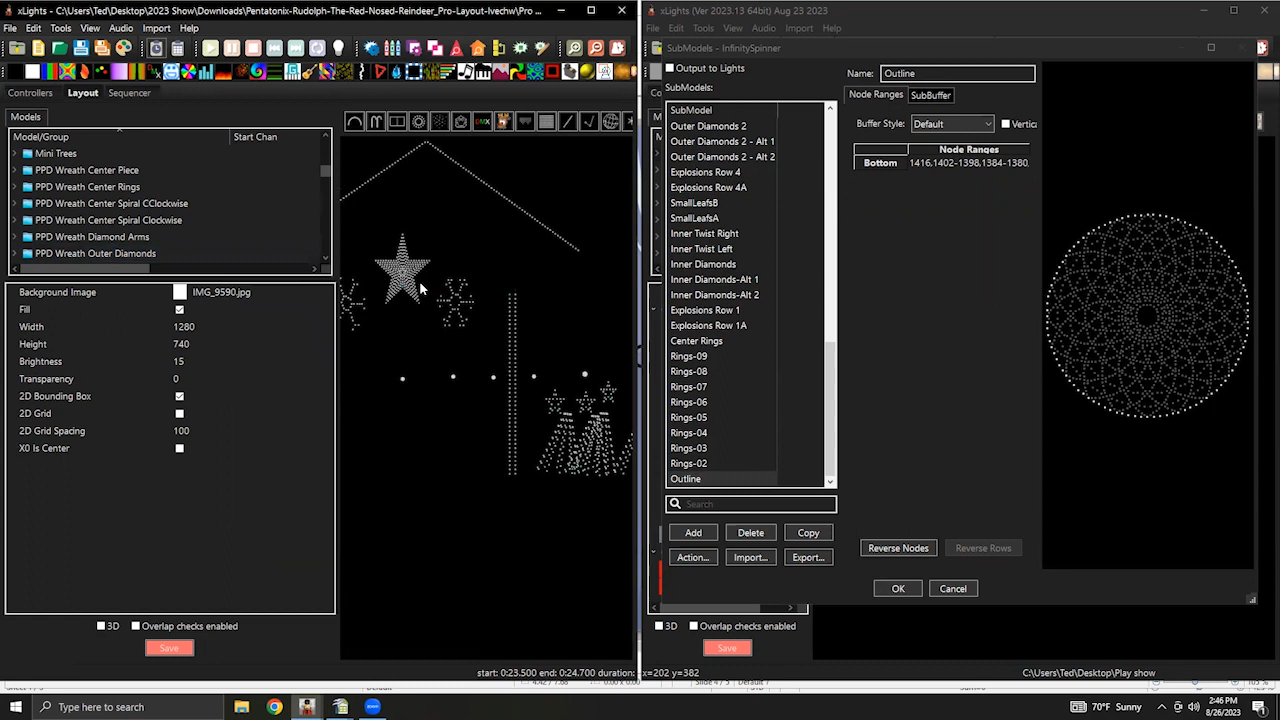 xLights - C:\Users\Ted\Desktop\2023 Show\Downloads\Pentatonix-Rudolph-The-Red-Nosed-Reindeer_Pro-Layout-Ivechw\Pro ...
File Edit Tools View Audio Import Help
Controllers Layout Sequencer
Models
Model/Group Start Chan
Mini Trees
PPD Wreath Center Piece
PPD Wreath Center Rings
PPD Wreath Center Spiral CClockwise
PPD Wreath Center Spiral Clockwise
PPD Wreath Diamond Arms
PPD Wreath Outer Diamonds
Background Image IMG_9590.jpg
Fill
Width 1280
Height 740
Brightness 15
Transparency 0
2D Bounding Box
2D Grid
2D Grid Spacing 100
X0 Is Center
3D Overlap checks enabled
Save
start: 0:23.500 end: 0:24.700 duration: x=202 y=382
xLights (Ver 2023.13 64bit) Aug 23 2023
File Edit Tools View Audio Import Help
SubModels - InfinitySpinner
Output to Lights
SubModels:
SubModel
Outer Diamonds 2
Outer Diamonds 2 - Alt 1
Outer Diamonds 2 - Alt 2
Explosions Row 4
Explosions Row 4A
SmallLeafsB
SmallLeafsA
Inner Twist Right
Inner Twist Left
Inner Diamonds
Inner Diamonds-Alt 1
Inner Diamonds-Alt 2
Explosions Row 1
Explosions Row 1A
Center Rings
Rings-09
Rings-08
Rings-07
Rings-06
Rings-05
Rings-04
Rings-03
Rings-02
Outline
Search
Add Delete Copy
Action... Import... Export...
Name: Outline
Node Ranges SubBuffer
Buffer Style: Default Vertic
Node Ranges
Bottom 1416,1402-1398,1384-1380,
Reverse Nodes Reverse Rows
OK Cancel
3D Overlap checks enabled
Save
C:\Users\Ted\Desktop\Play show
Type here to search
70°F Sunny
2:46 PM
8/26/2023